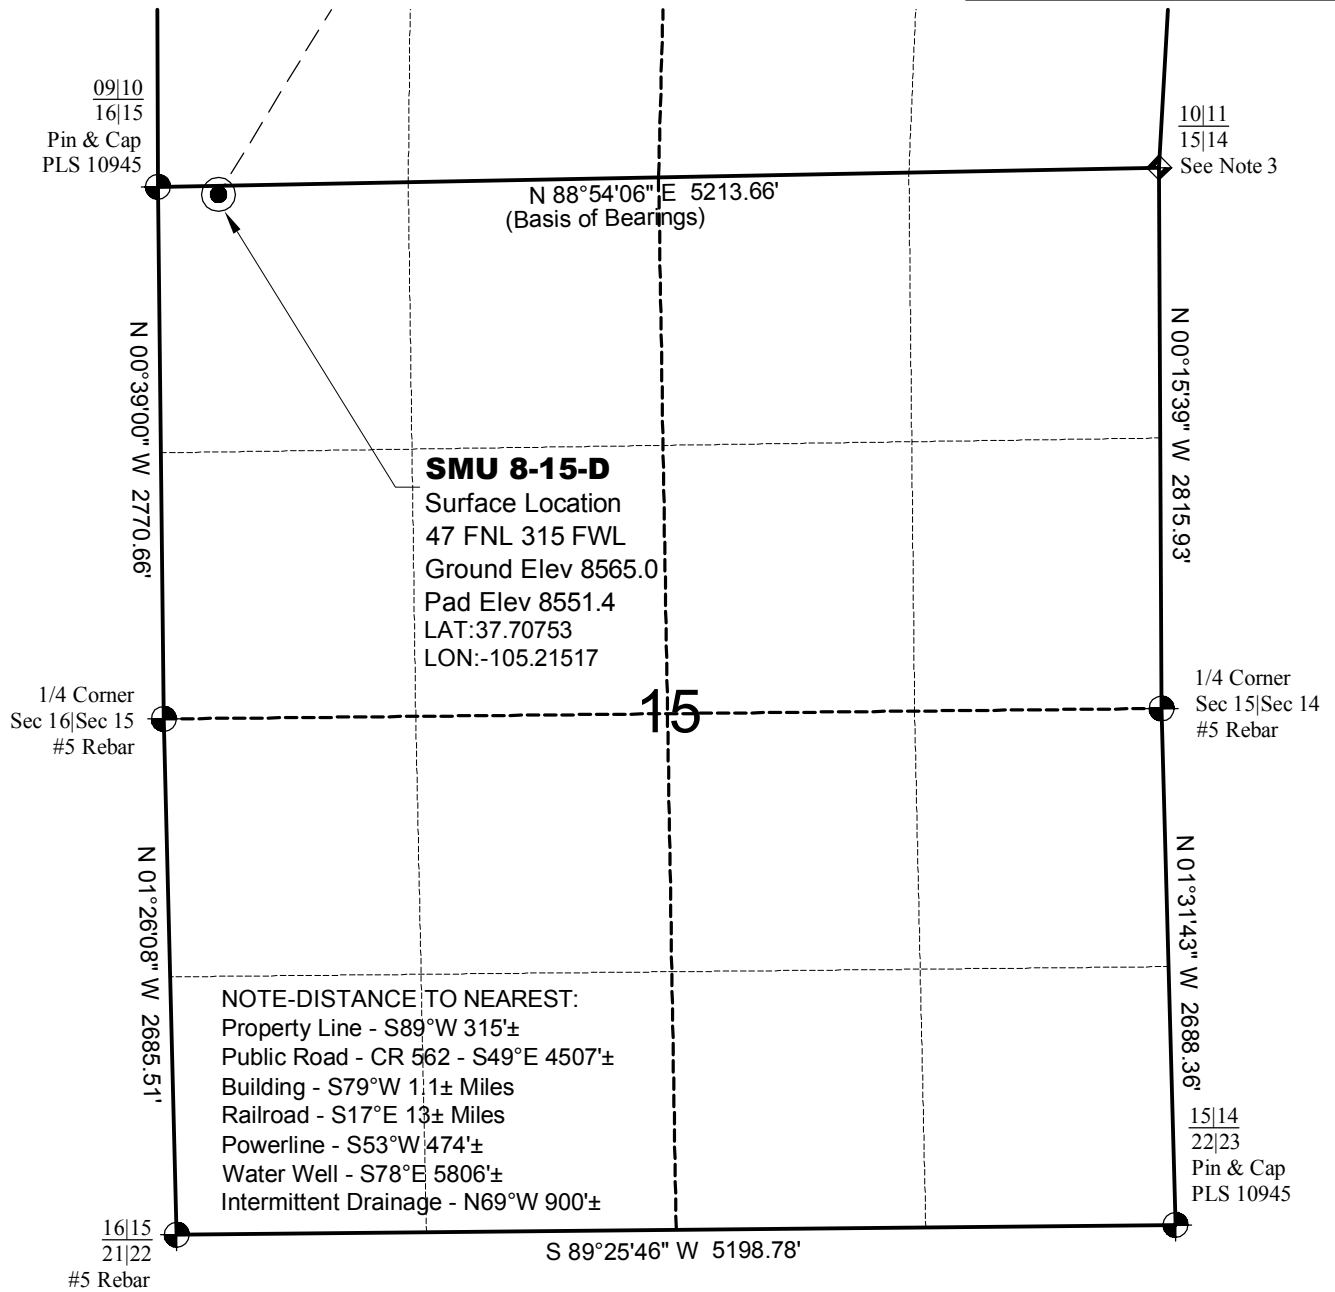 09|10
16|15
Pin & Cap
PLS 10945
10|11
15|14
See Note 3
N 88°54'06" E 5213.66'
(Basis of Bearings)
N 00°39'00" W 2770.66'
N 00°15'39" W 2815.93'
SMU 8-15-D
Surface Location
47 FNL 315 FWL
Ground Elev 8565.0
Pad Elev 8551.4
LAT:37.70753
LON:-105.21517
1/4 Corner
Sec 16|Sec 15
#5 Rebar
15
1/4 Corner
Sec 15|Sec 14
#5 Rebar
N 01°26'08" W 2685.51'
N 01°31'43" W 2688.36'
NOTE-DISTANCE TO NEAREST:
Property Line - S89°W 315'±
Public Road - CR 562 - S49°E 4507'±
Building - S79°W 1.1± Miles
Railroad - S17°E 13± Miles
Powerline - S53°W 474'±
Water Well - S78°E 5806'±
Intermittent Drainage - N69°W 900'±
15|14
22|23
Pin & Cap
PLS 10945
16|15
21|22
#5 Rebar
S 89°25'46" W 5198.78'